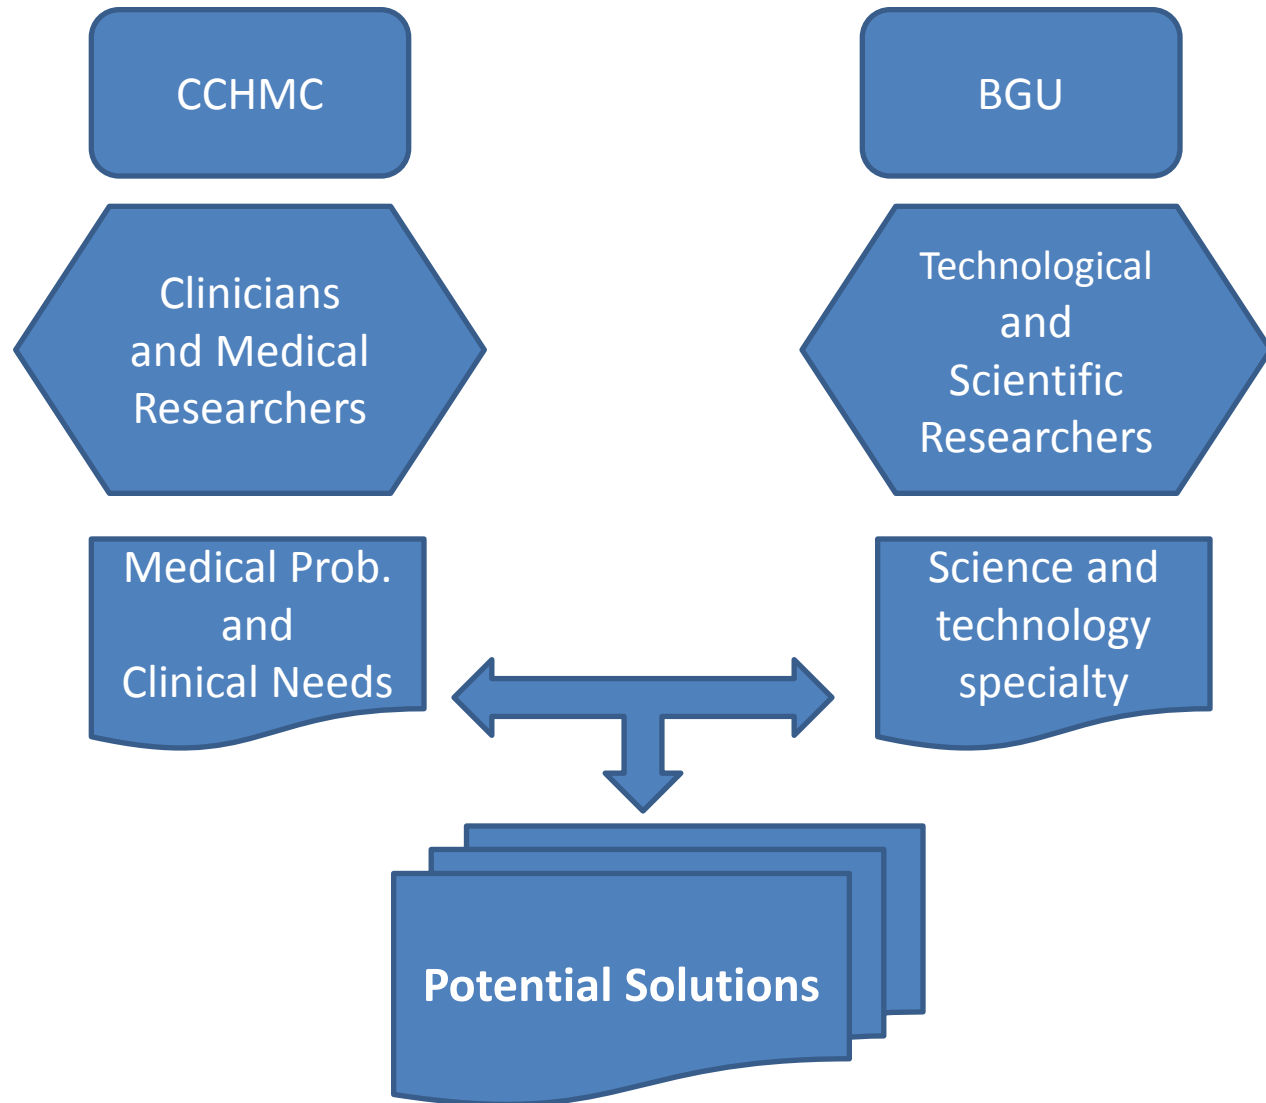 CCHMC
BGU
Clinicians
and Medical
Researchers
Technological
and
Scientific
Researchers
Medical Prob.
and
Clinical Needs
Science and
technology
specialty
Potential Solutions